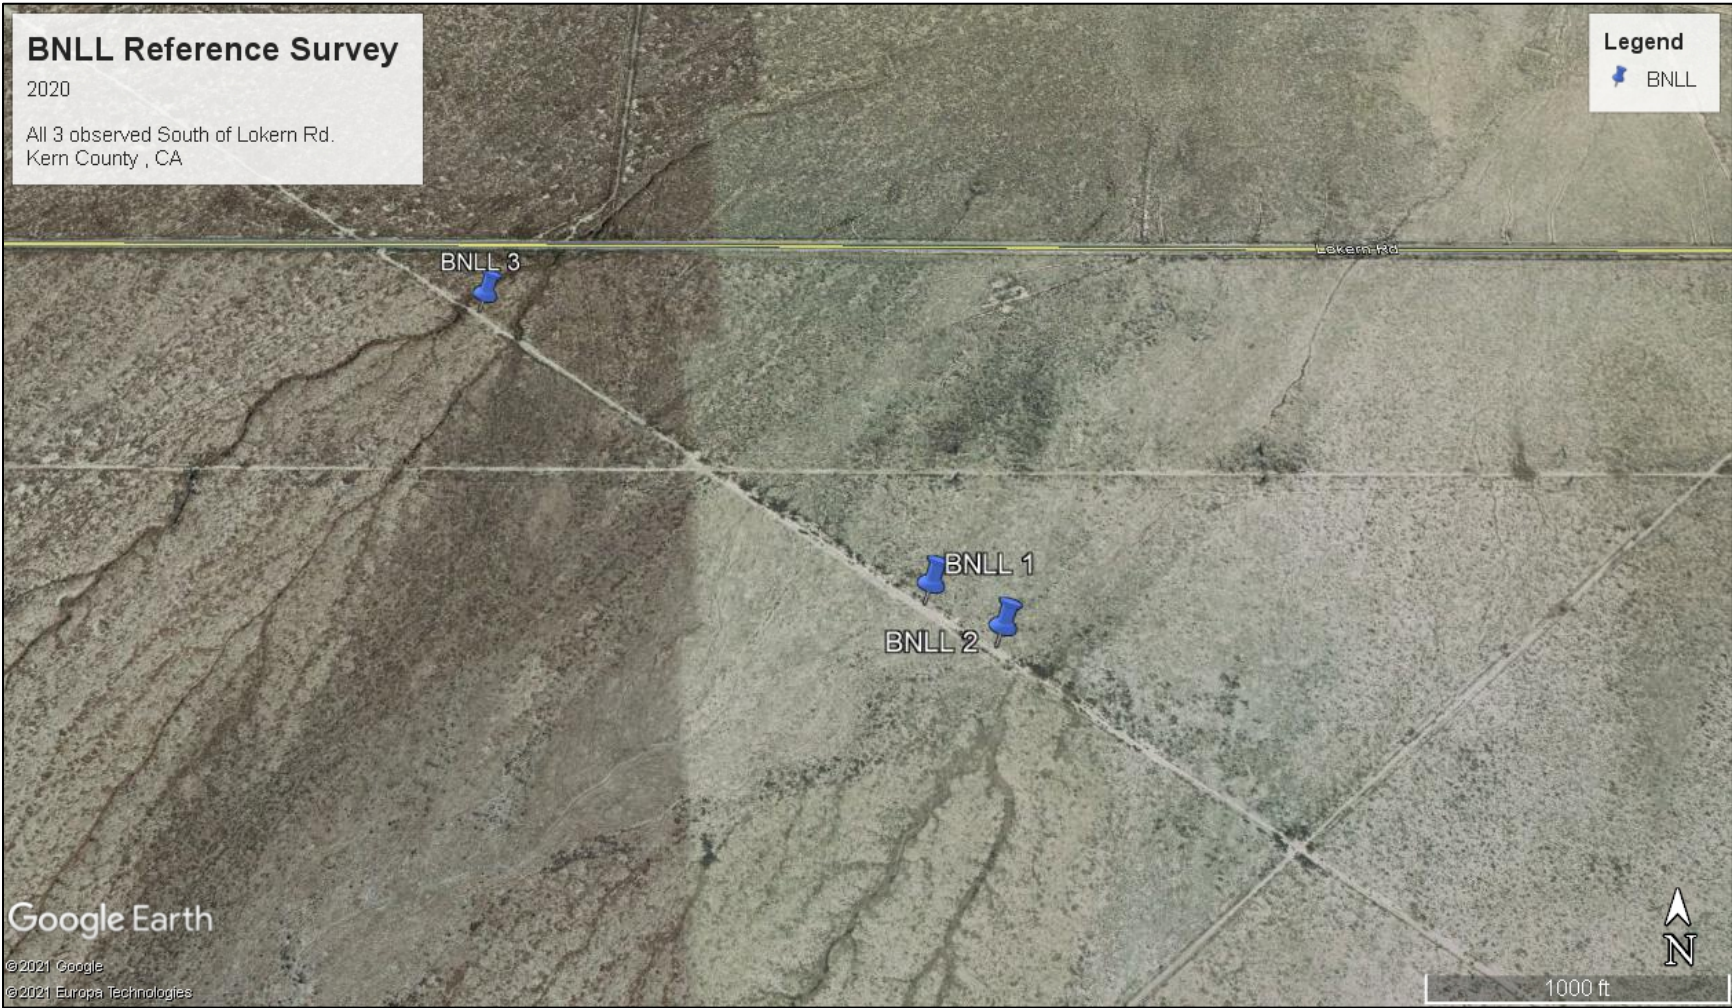 BNLL Reference Survey
2020
All 3 observed South of Lokern Rd.
Kern County , CA
Legend
BNLL
Lokern Rd
BNLL 3
BNLL 1
BNLL 2
Google Earth
©2021 Google
©2021 Europa Technologies
N
1000 ft